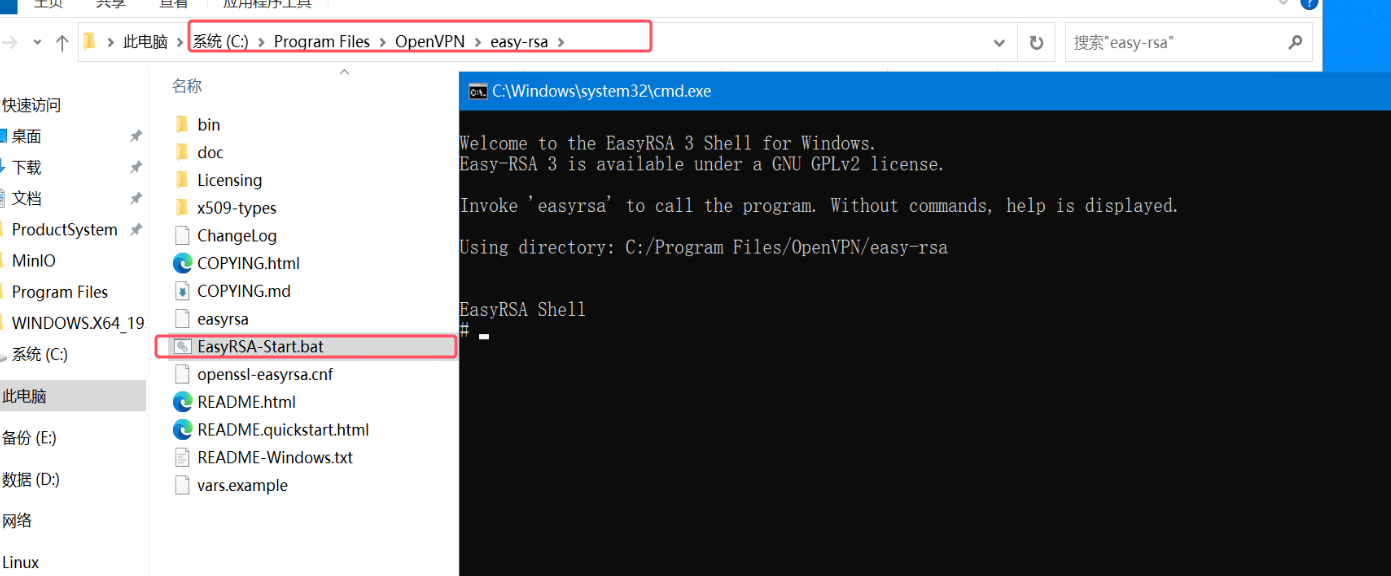 主页 共享 查看 应用程序工具
此电脑 系统 (C:) Program Files OpenVPN easy-rsa
搜索"easy-rsa"
快速访问
桌面
下载
文档
ProductSystem
MinIO
Program Files
WINDOWS.X64_19
系统 (C:)
此电脑
备份 (E:)
数据 (D:)
网络
Linux
名称
bin
doc
Licensing
x509-types
ChangeLog
COPYING.html
COPYING.md
easyrsa
EasyRSA-Start.bat
openssl-easyrsa.cnf
README.html
README.quickstart.html
README-Windows.txt
vars.example
C:\Windows\system32\cmd.exe
Welcome to the EasyRSA 3 Shell for Windows.
Easy-RSA 3 is available under a GNU GPLv2 license.
Invoke 'easyrsa' to call the program. Without commands, help is displayed.
Using directory: C:/Program Files/OpenVPN/easy-rsa
EasyRSA Shell
#